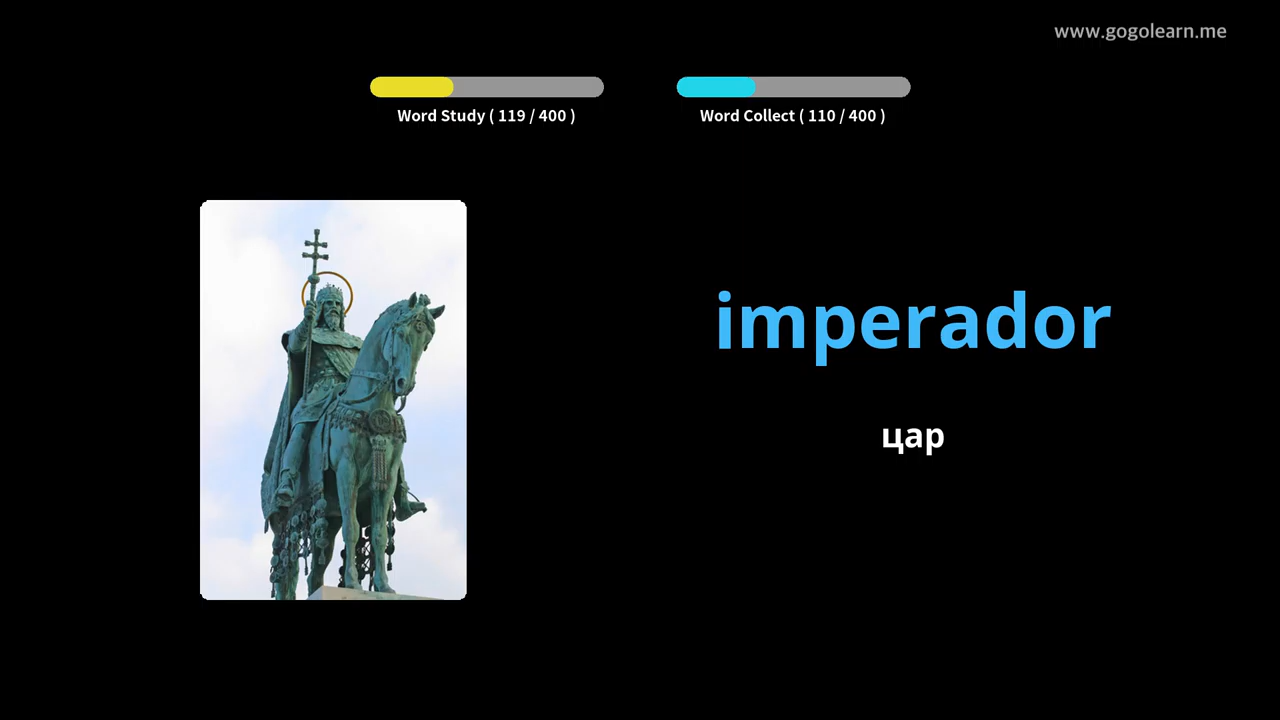 www.gogolearn.me
Word Study ( 119 / 400 )
Word Collect ( 110 / 400 )
imperador
цар